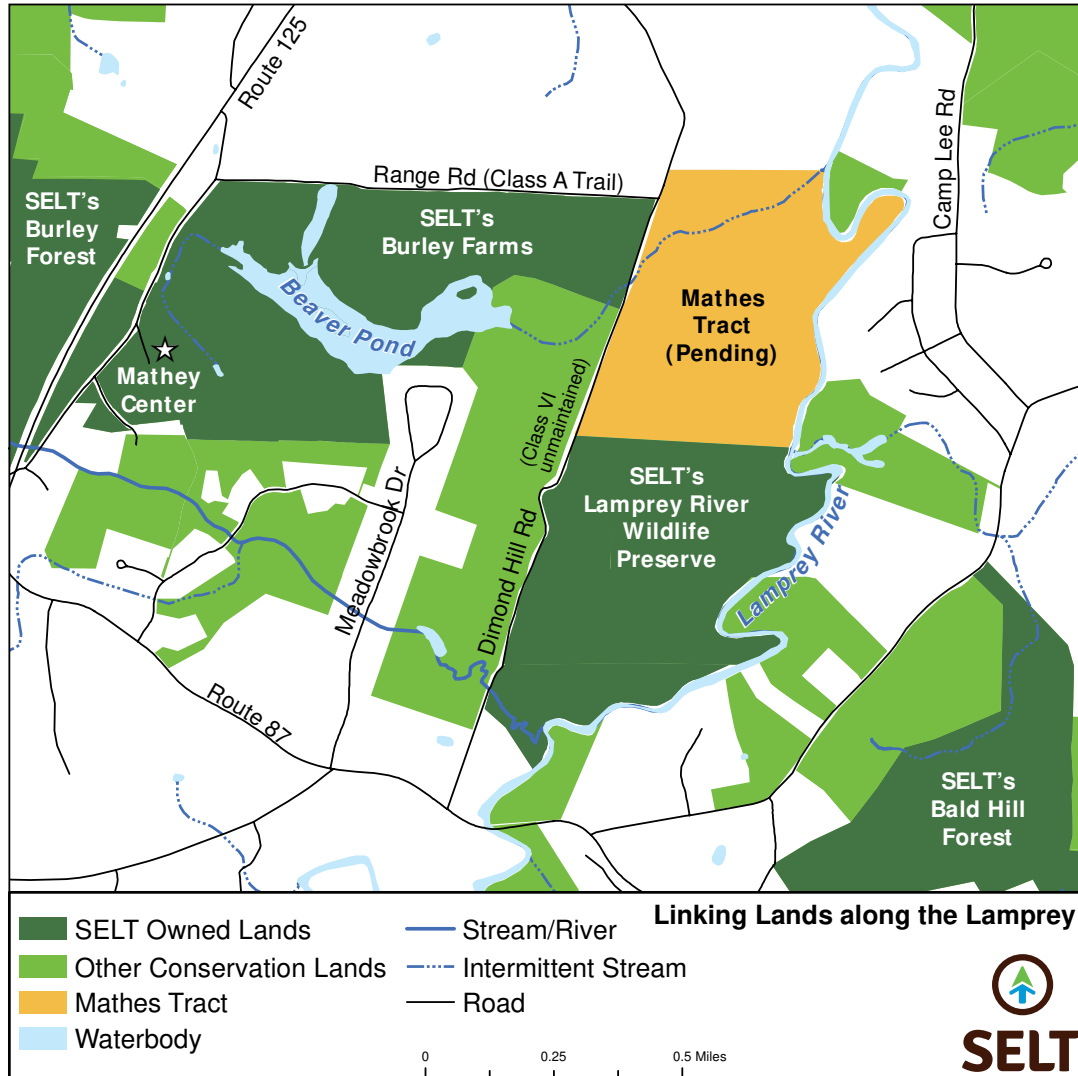 Route 125
Camp Lee Rd
Range Rd (Class A Trail)
SELT's
Burley
Forest
SELT's
Burley Farms
Beaver Pond
Mathes
Tract
(Pending)
Mathey
Center
(Class VI
unmaintained)
SELT's
Lamprey River
Wildlife
Preserve
Meadowbrook Dr
Dimond Hill Rd
Lamprey River
Route 87
SELT's
Bald Hill
Forest
Linking Lands along the Lamprey
SELT Owned Lands
Other Conservation Lands
Mathes Tract
Waterbody
Stream/River
Intermittent Stream
Road
0 0.25 0.5 Miles
SELT